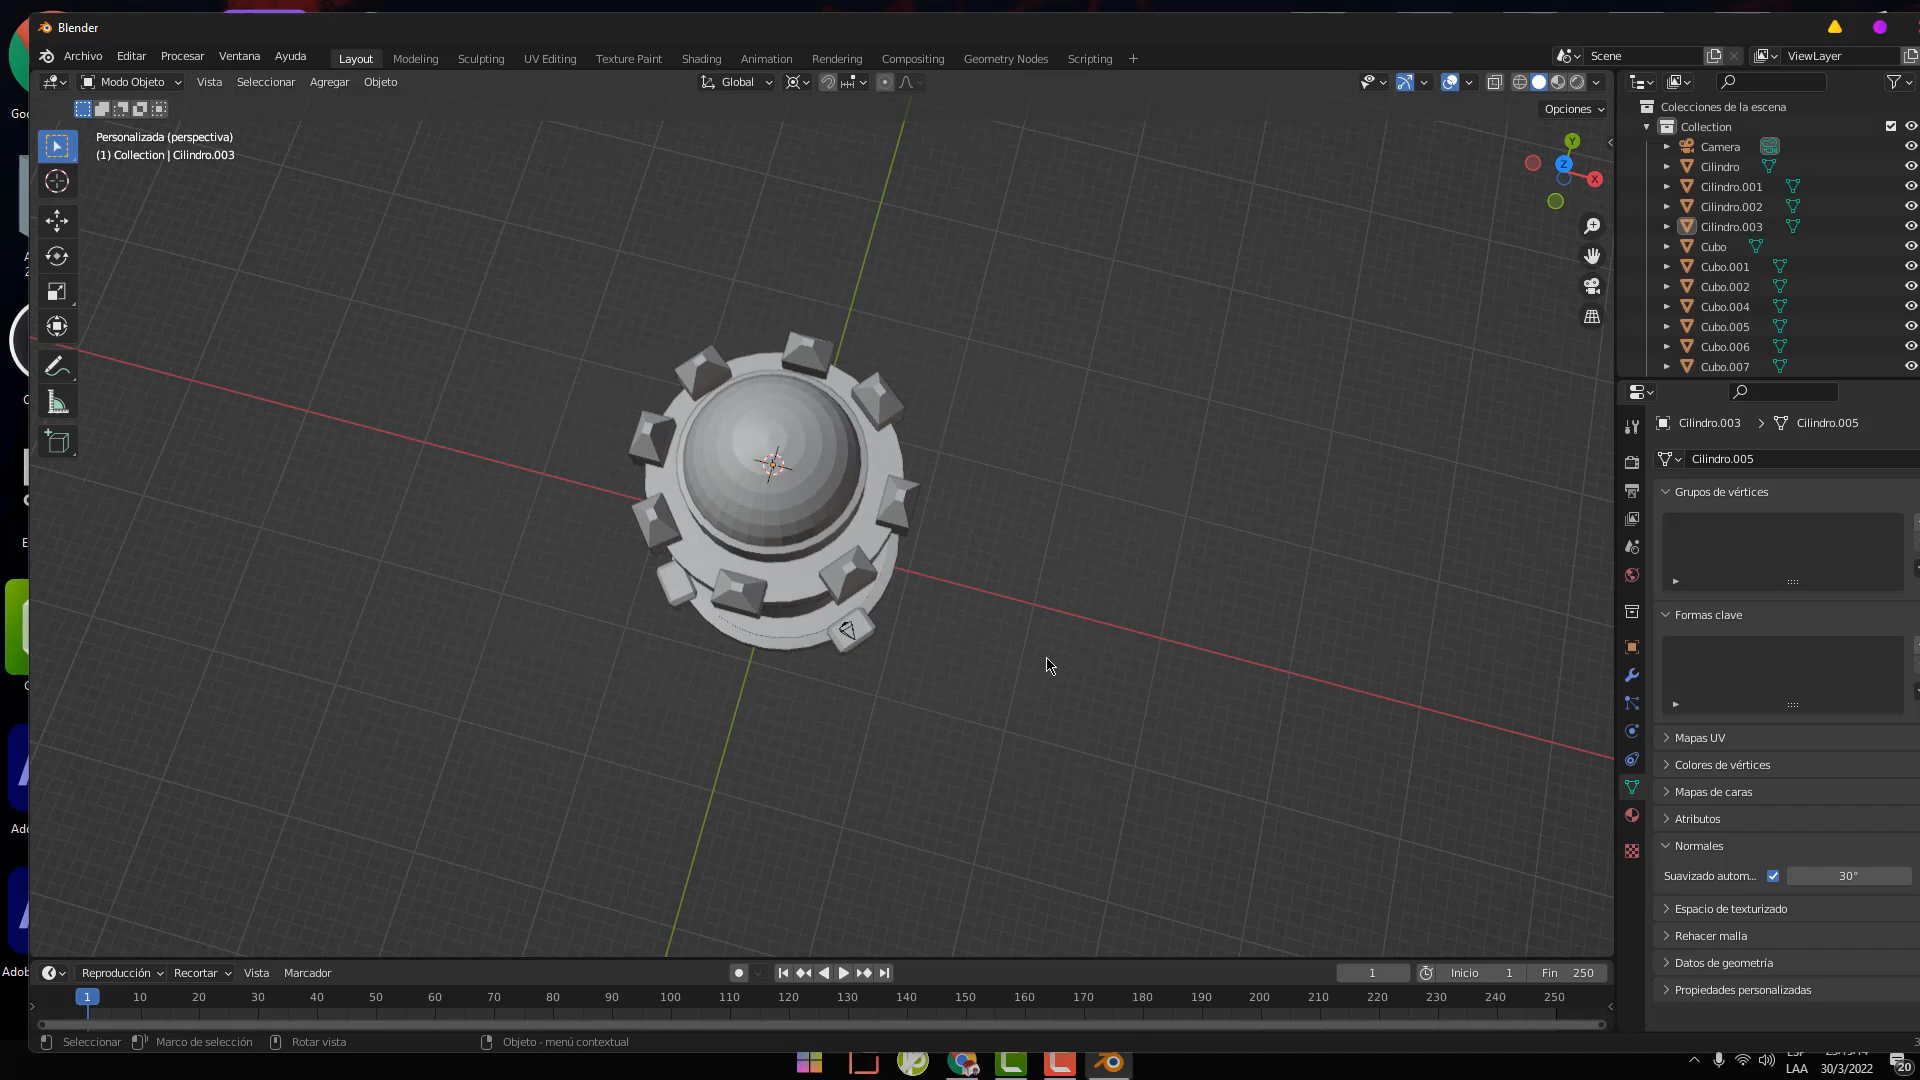 Blender
Archivo Editar Procesar Ventana Ayuda Layout Modeling Sculpting UV Editing Texture Paint Shading Animation Rendering Compositing Geometry Nodes Scripting + Scene ViewLayer
Modo Objeto Vista Seleccionar Agregar Objeto Global
Opciones
Personalizada (perspectiva)
(1) Collection | Cilindro.003
Y
Z
X
Colecciones de la escena
Collection
Camera
Cilindro
Cilindro.001
Cilindro.002
Cilindro.003
Cubo
Cubo.001
Cubo.002
Cubo.004
Cubo.005
Cubo.006
Cubo.007
Cilindro.003 > Cilindro.005
Cilindro.005
Grupos de vértices
Formas clave
Mapas UV
Colores de vértices
Mapas de caras
Atributos
Normales
Suavizado autom... 30°
Espacio de texturizado
Rehacer malla
Datos de geometría
Propiedades personalizadas
Reproducción Recortar Vista Marcador 1 Inicio 1 Fin 250
1 10 20 30 40 50 60 70 80 90 100 110 120 130 140 150 160 170 180 190 200 210 220 230 240 250
Seleccionar Marco de selección Rotar vista Objeto - menú contextual
LAA 30/3/2022 20